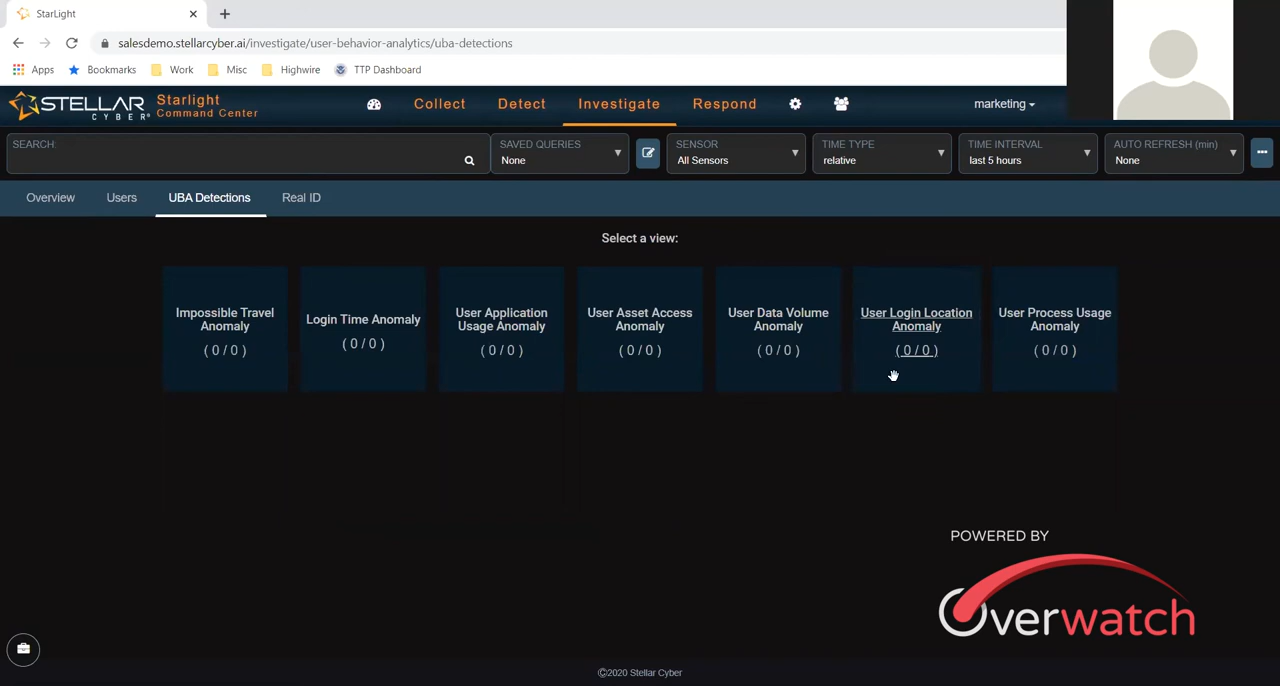 StarLight
salesdemo.stellarcyber.ai/investigate/user-behavior-analytics/uba-detections
Apps Bookmarks Work Misc Highwire TTP Dashboard
STELLAR CYBER® Starlight Command Center
Collect Detect Investigate Respond marketing
SEARCH:
SAVED QUERIES
None
SENSOR
All Sensors
TIME TYPE
relative
TIME INTERVAL
last 5 hours
AUTO REFRESH (min)
None
Overview Users UBA Detections Real ID
Select a view:
Impossible Travel
Anomaly
( 0 / 0 )
Login Time Anomaly
( 0 / 0 )
User Application
Usage Anomaly
( 0 / 0 )
User Asset Access
Anomaly
( 0 / 0 )
User Data Volume
Anomaly
( 0 / 0 )
User Login Location
Anomaly
( 0 / 0 )
User Process Usage
Anomaly
( 0 / 0 )
POWERED BY
Overwatch
©2020 Stellar Cyber